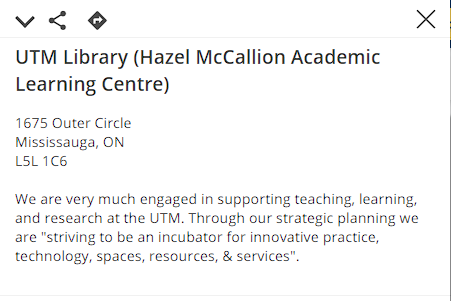 UTM Library (Hazel McCallion Academic
Learning Centre)
1675 Outer Circle
Mississauga, ON
L5L 1C6
We are very much engaged in supporting teaching, learning,
and research at the UTM. Through our strategic planning we
are "striving to be an incubator for innovative practice,
technology, spaces, resources, & services".